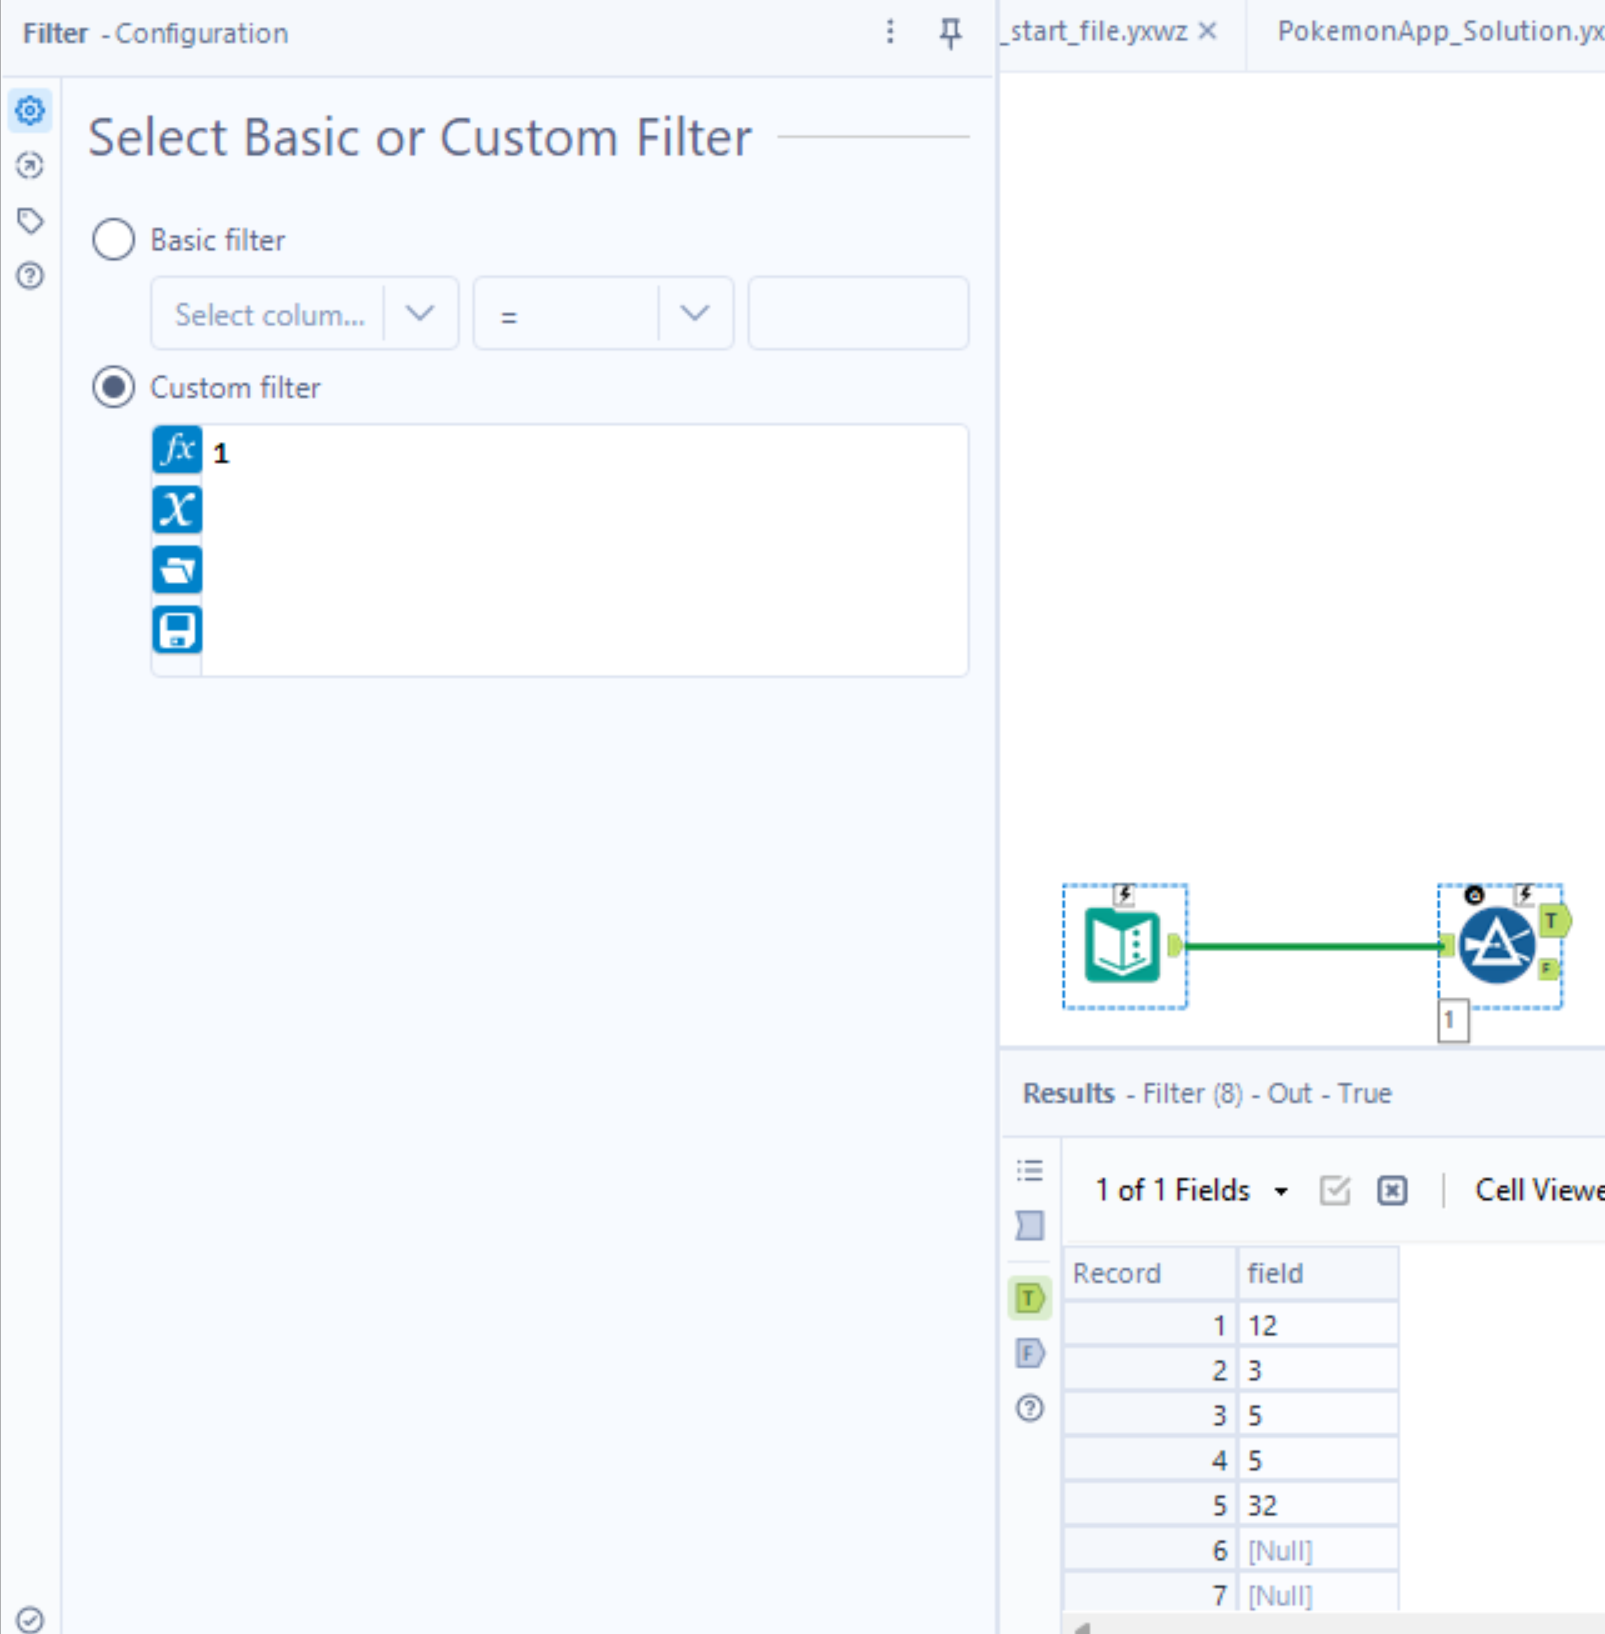 Filter - Configuration
_start_file.yxwz
PokemonApp_Solution.yx
Select Basic or Custom Filter
Basic filter
Select colum...
=
Custom filter
fx
1
X
T
F
1
Results - Filter (8) - Out - True
1 of 1 Fields
Cell Viewe
Record field
1 12
2 3
3 5
4 5
5 32
6 [Null]
7 [Null]
T
F